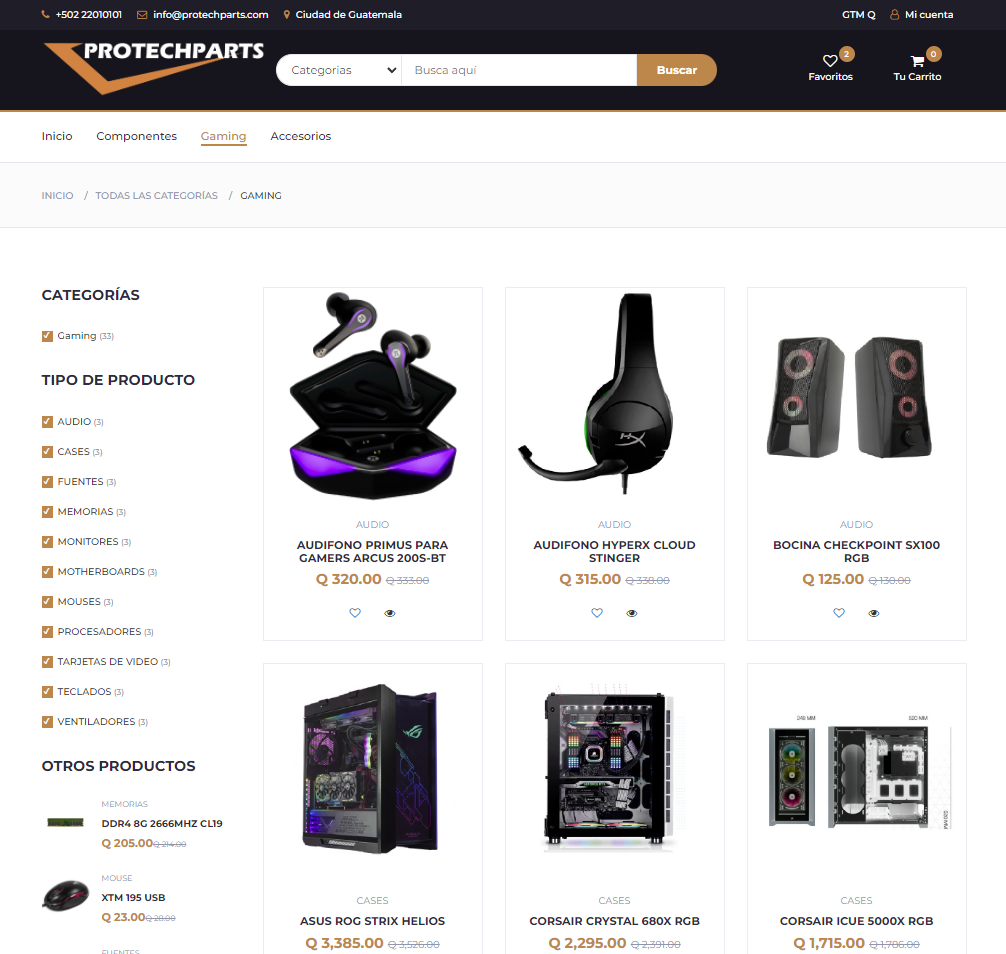 +502 22010101 info@protechparts.com Ciudad de Guatemala GTM Q Mi cuenta
PROTECHPARTS
Categorias Busca aquí Buscar
2
Favoritos
0
Tu Carrito
Inicio Componentes Gaming Accesorios
INICIO / TODAS LAS CATEGORÍAS / GAMING
CATEGORÍAS
Gaming (33)
TIPO DE PRODUCTO
AUDIO (3)
CASES (3)
FUENTES (3)
MEMORIAS (3)
MONITORES (3)
MOTHERBOARDS (3)
MOUSES (3)
PROCESADORES (3)
TARJETAS DE VIDEO (3)
TECLADOS (3)
VENTILADORES (3)
OTROS PRODUCTOS
MEMORIAS
DDR4 8G 2666MHZ CL19
Q 205.00 Q 214.00
MOUSE
XTM 195 USB
Q 23.00 Q 28.00
FUENTES
AUDIO
AUDIFONO PRIMUS PARA
GAMERS ARCUS 200S-BT
Q 320.00 Q 333.00
AUDIO
AUDIFONO HYPERX CLOUD
STINGER
Q 315.00 Q 338.00
AUDIO
BOCINA CHECKPOINT SX100
RGB
Q 125.00 Q 130.00
CASES
ASUS ROG STRIX HELIOS
Q 3,385.00 Q 3,526.00
CASES
CORSAIR CRYSTAL 680X RGB
Q 2,295.00 Q 2,391.00
CASES
CORSAIR ICUE 5000X RGB
Q 1,715.00 Q 1,786.00